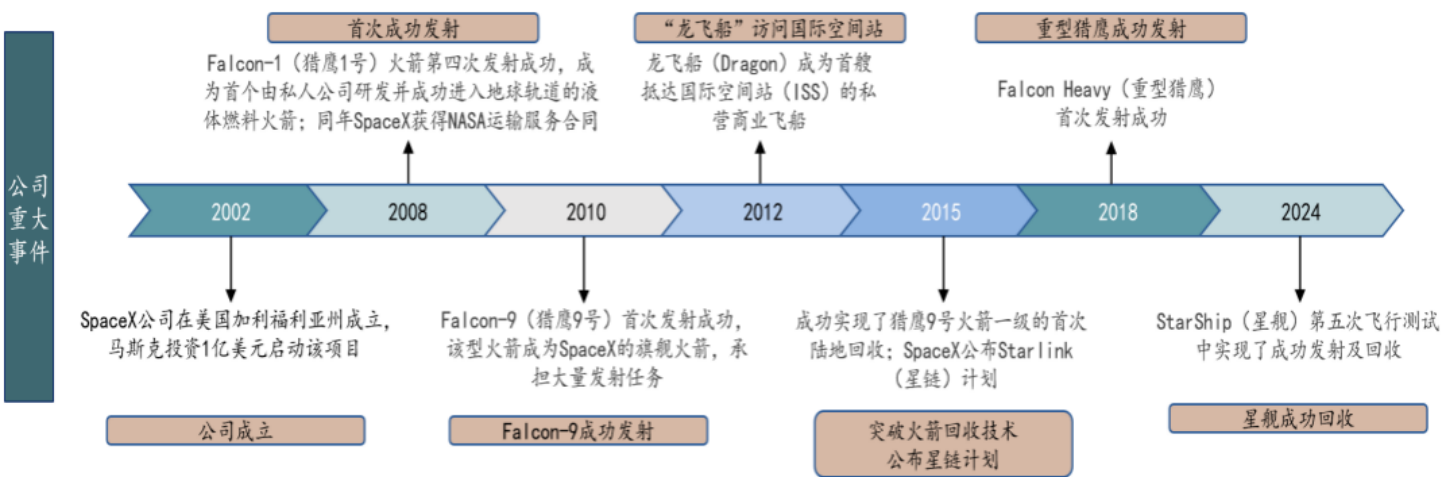 公司
重大
事件
首次成功发射
Falcon-1（猎鹰1号）火箭第四次发射成功，成
为首个由私人公司研发并成功进入地球轨道的液
体燃料火箭；同年SpaceX获得NASA运输服务合同
“龙飞船”访问国际空间站
龙飞船（Dragon）成为首艘
抵达国际空间站（ISS）的私
营商业飞船
重型猎鹰成功发射
Falcon Heavy（重型猎鹰）
首次发射成功
2002
2008
2010
2012
2015
2018
2024
SpaceX公司在美国加利福利亚州成立，
马斯克投资1亿美元启动该项目
公司成立
Falcon-9（猎鹰9号）首次发射成功，
该型火箭成为SpaceX的旗舰火箭，承
担大量发射任务
Falcon-9成功发射
成功实现了猎鹰9号火箭一级的首次
陆地回收；SpaceX公布Starlink
（星链）计划
突破火箭回收技术
公布星链计划
StarShip（星舰）第五次飞行测试
中实现了成功发射及回收
星舰成功回收